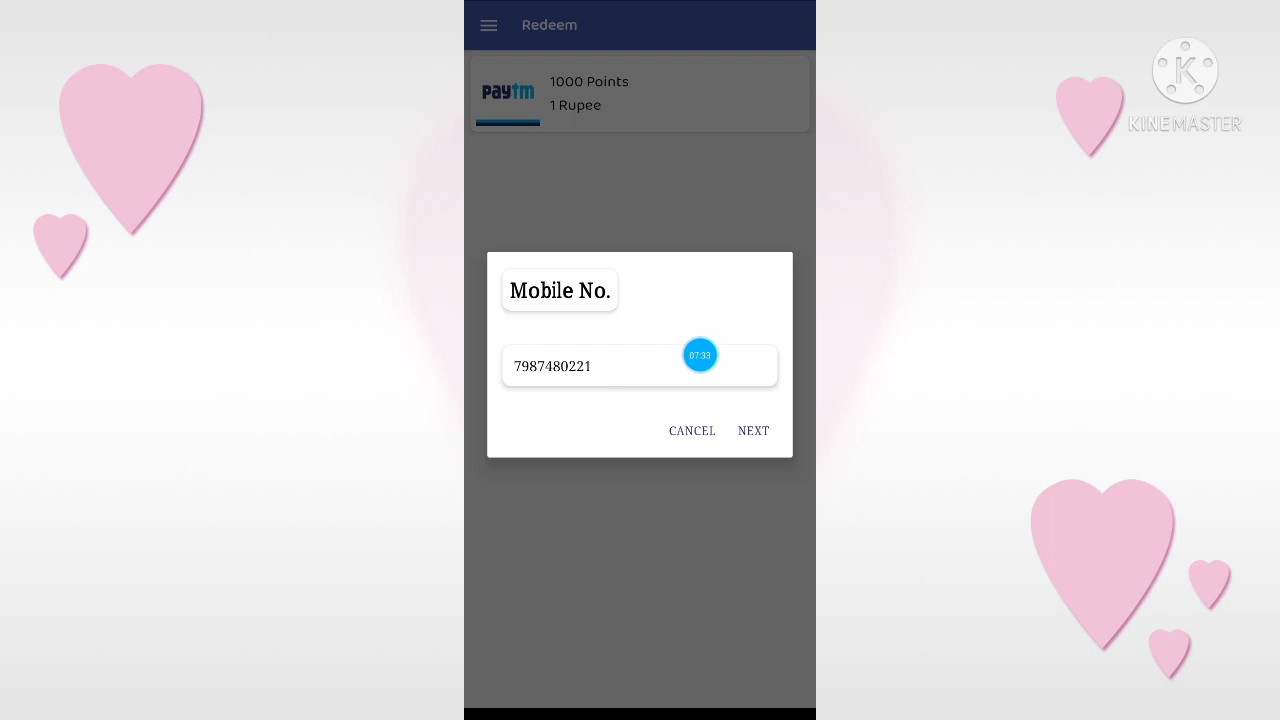 Redeem
paytm
1000 Points
1 Rupee
K
KINEMASTER
Mobile No.
07:33
7987480221
CANCEL NEXT